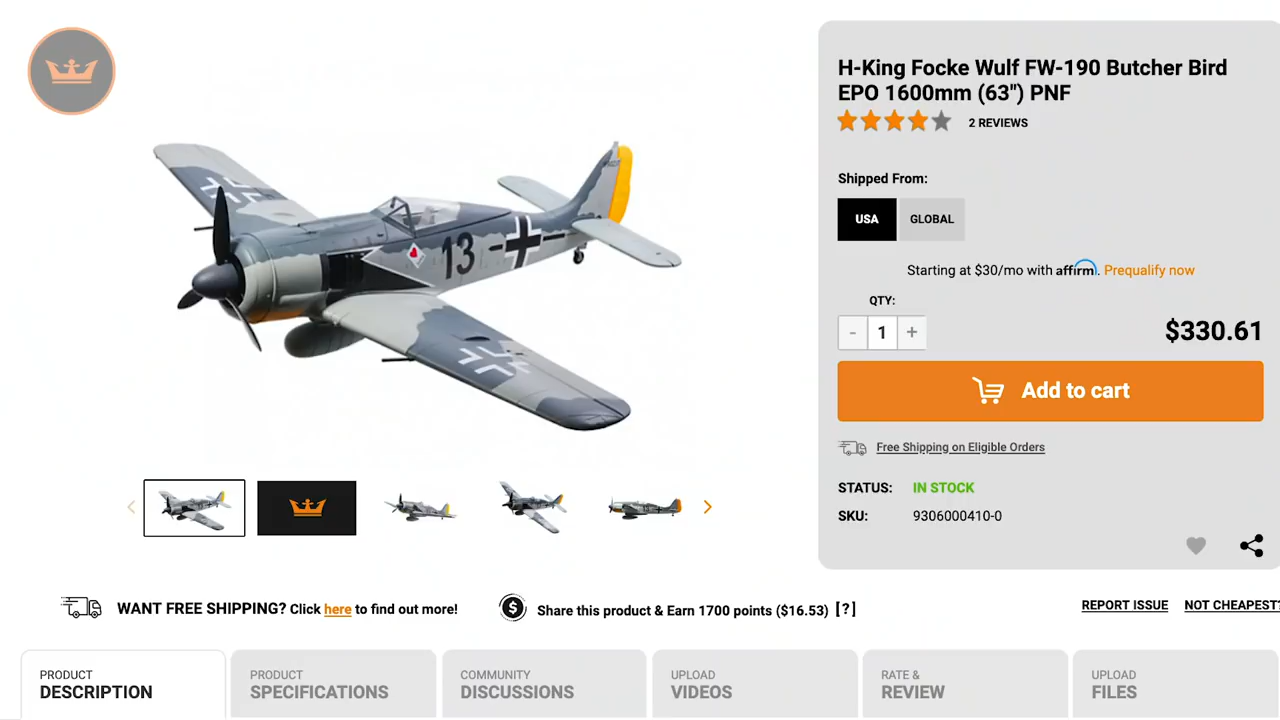 H-King Focke Wulf FW-190 Butcher Bird
EPO 1600mm (63") PNF
2 REVIEWS
Shipped From:
USA
GLOBAL
Starting at $30/mo with affirm. Prequalify now
QTY:
- 1 +
$330.61
Add to cart
Free Shipping on Eligible Orders
STATUS: IN STOCK
SKU: 9306000410-0
13
WANT FREE SHIPPING? Click here to find out more!
$
Share this product & Earn 1700 points ($16.53) [?]
REPORT ISSUE
NOT CHEAPEST?
PRODUCT
DESCRIPTION
PRODUCT
SPECIFICATIONS
COMMUNITY
DISCUSSIONS
UPLOAD
VIDEOS
RATE &
REVIEW
UPLOAD
FILES